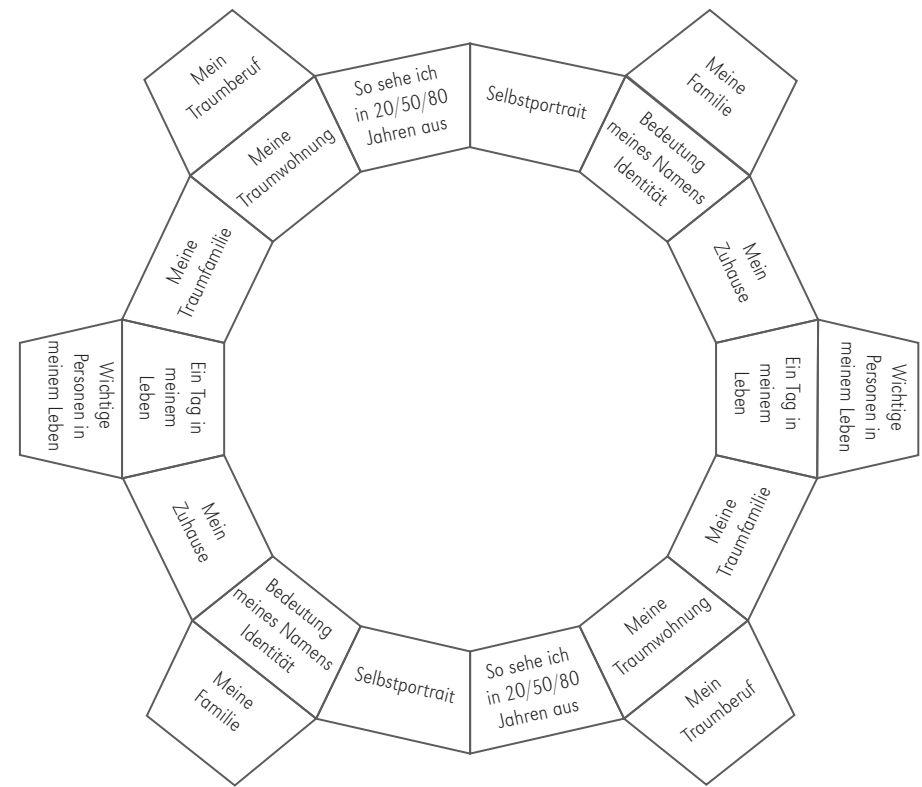 Mein
Traumberuf
Meine
Traumwohnung
So sehe ich
in 20/50/80
Jahren aus
Selbstportrait
Bedeutung
meines Namens
Identität
Meine
Familie
Mein
Zuhause
Ein Tag in
meinem
Leben
Wichtige
Personen in
meinem Leben
Meine
Traumfamilie
Meine
Traumwohnung
Mein
Traumberuf
So sehe ich
in 20/50/80
Jahren aus
Selbstportrait
Bedeutung
meines Namens
Identität
Meine
Familie
Mein
Zuhause
Ein Tag in
meinem
Leben
Wichtige
Personen in
meinem Leben
Meine
Traumfamilie